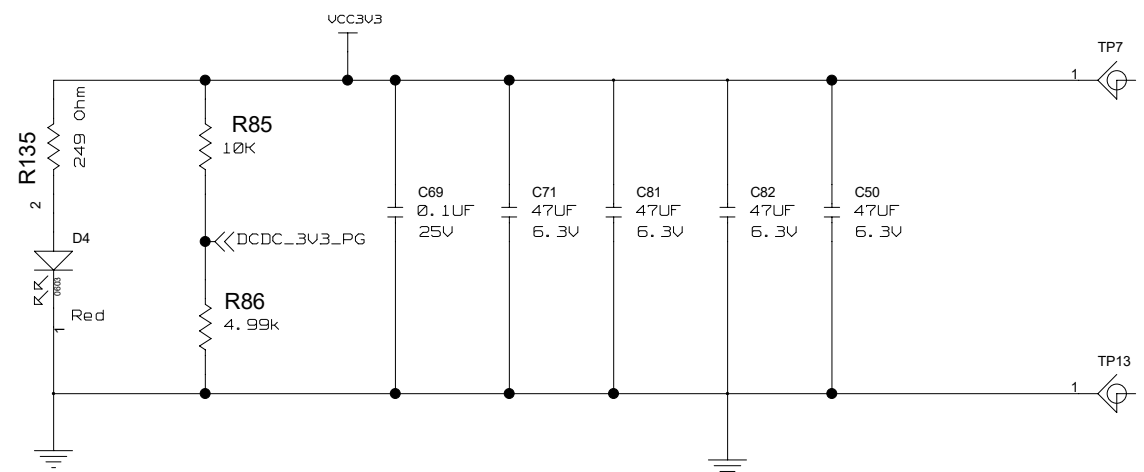 VCC3V3
TP7
1
R135
249 Ohm
R85
10K
2
D4
0603
Red
1
DCDC_3V3_PG
R86
4.99k
C69
0.1UF
25V
C71
47UF
6.3V
C81
47UF
6.3V
C82
47UF
6.3V
C50
47UF
6.3V
TP13
1